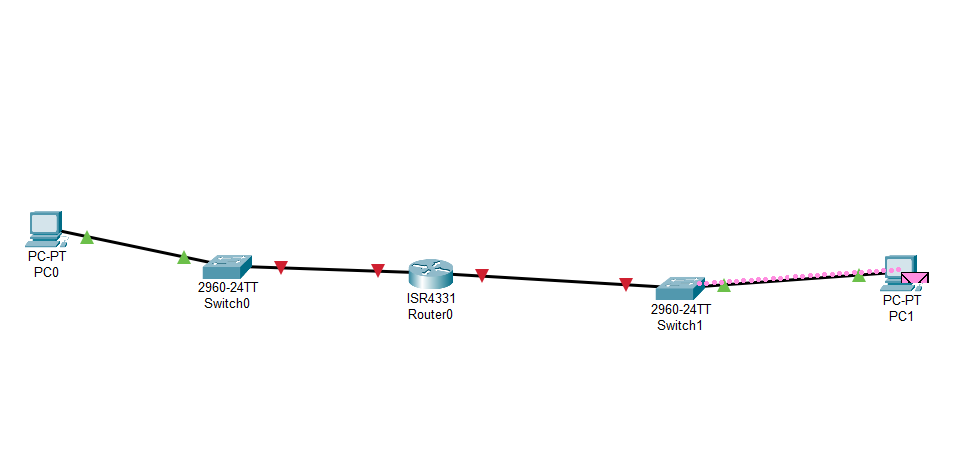 PC-PT
PC0
2960-24TT
Switch0
ISR4331
Router0
2960-24TT
Switch1
PC-PT
PC1